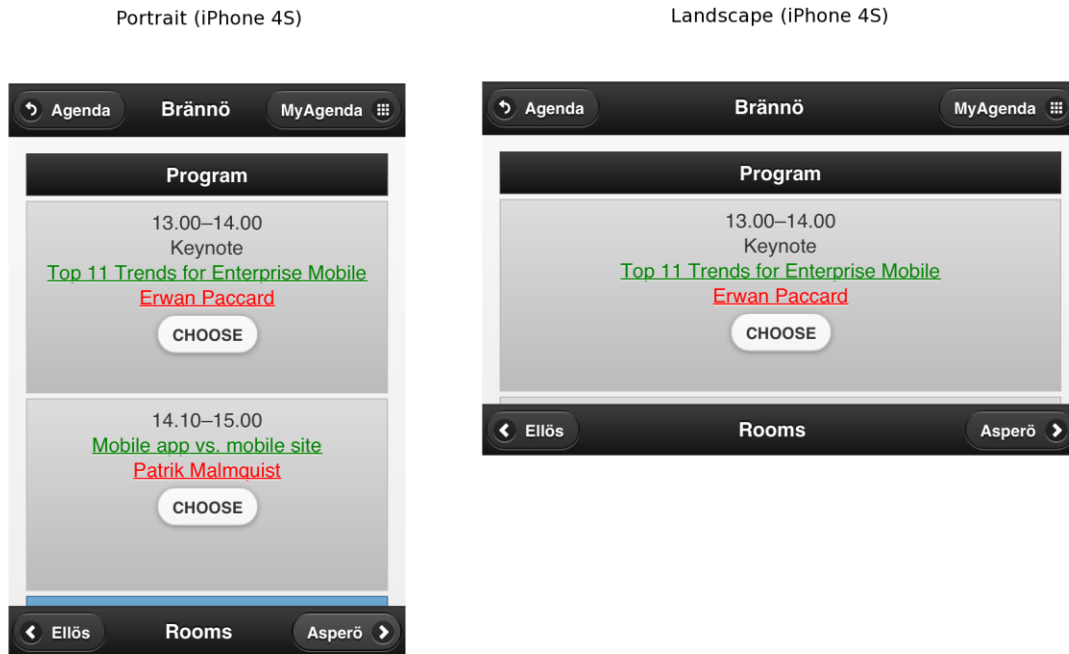 Portrait (iPhone 4S)
Agenda Brännö MyAgenda
Program
13.00–14.00
Keynote
Top 11 Trends for Enterprise Mobile
Erwan Paccard
CHOOSE
14.10–15.00
Mobile app vs. mobile site
Patrik Malmquist
CHOOSE
Ellös Rooms Asperö
Landscape (iPhone 4S)
Agenda Brännö MyAgenda
Program
13.00–14.00
Keynote
Top 11 Trends for Enterprise Mobile
Erwan Paccard
CHOOSE
Ellös Rooms Asperö